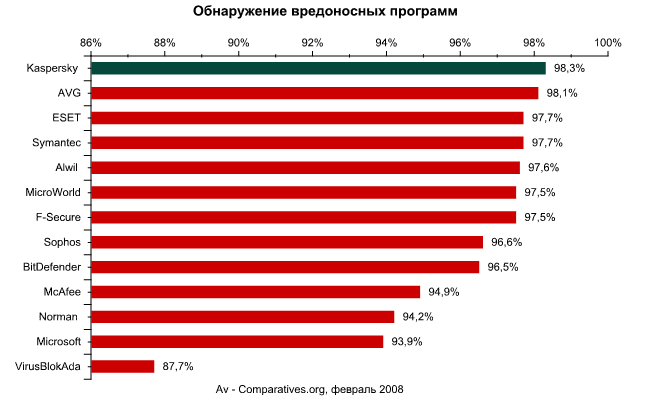 Обнаружение вредоносных программ
86% 88% 90% 92% 94% 96% 98% 100%
Kaspersky 98,3%
AVG 98,1%
ESET 97,7%
Symantec 97,7%
Alwil 97,6%
MicroWorld 97,5%
F-Secure 97,5%
Sophos 96,6%
BitDefender 96,5%
McAfee 94,9%
Norman 94,2%
Microsoft 93,9%
VirusBlokAda 87,7%
Av - Comparatives.org, февраль 2008